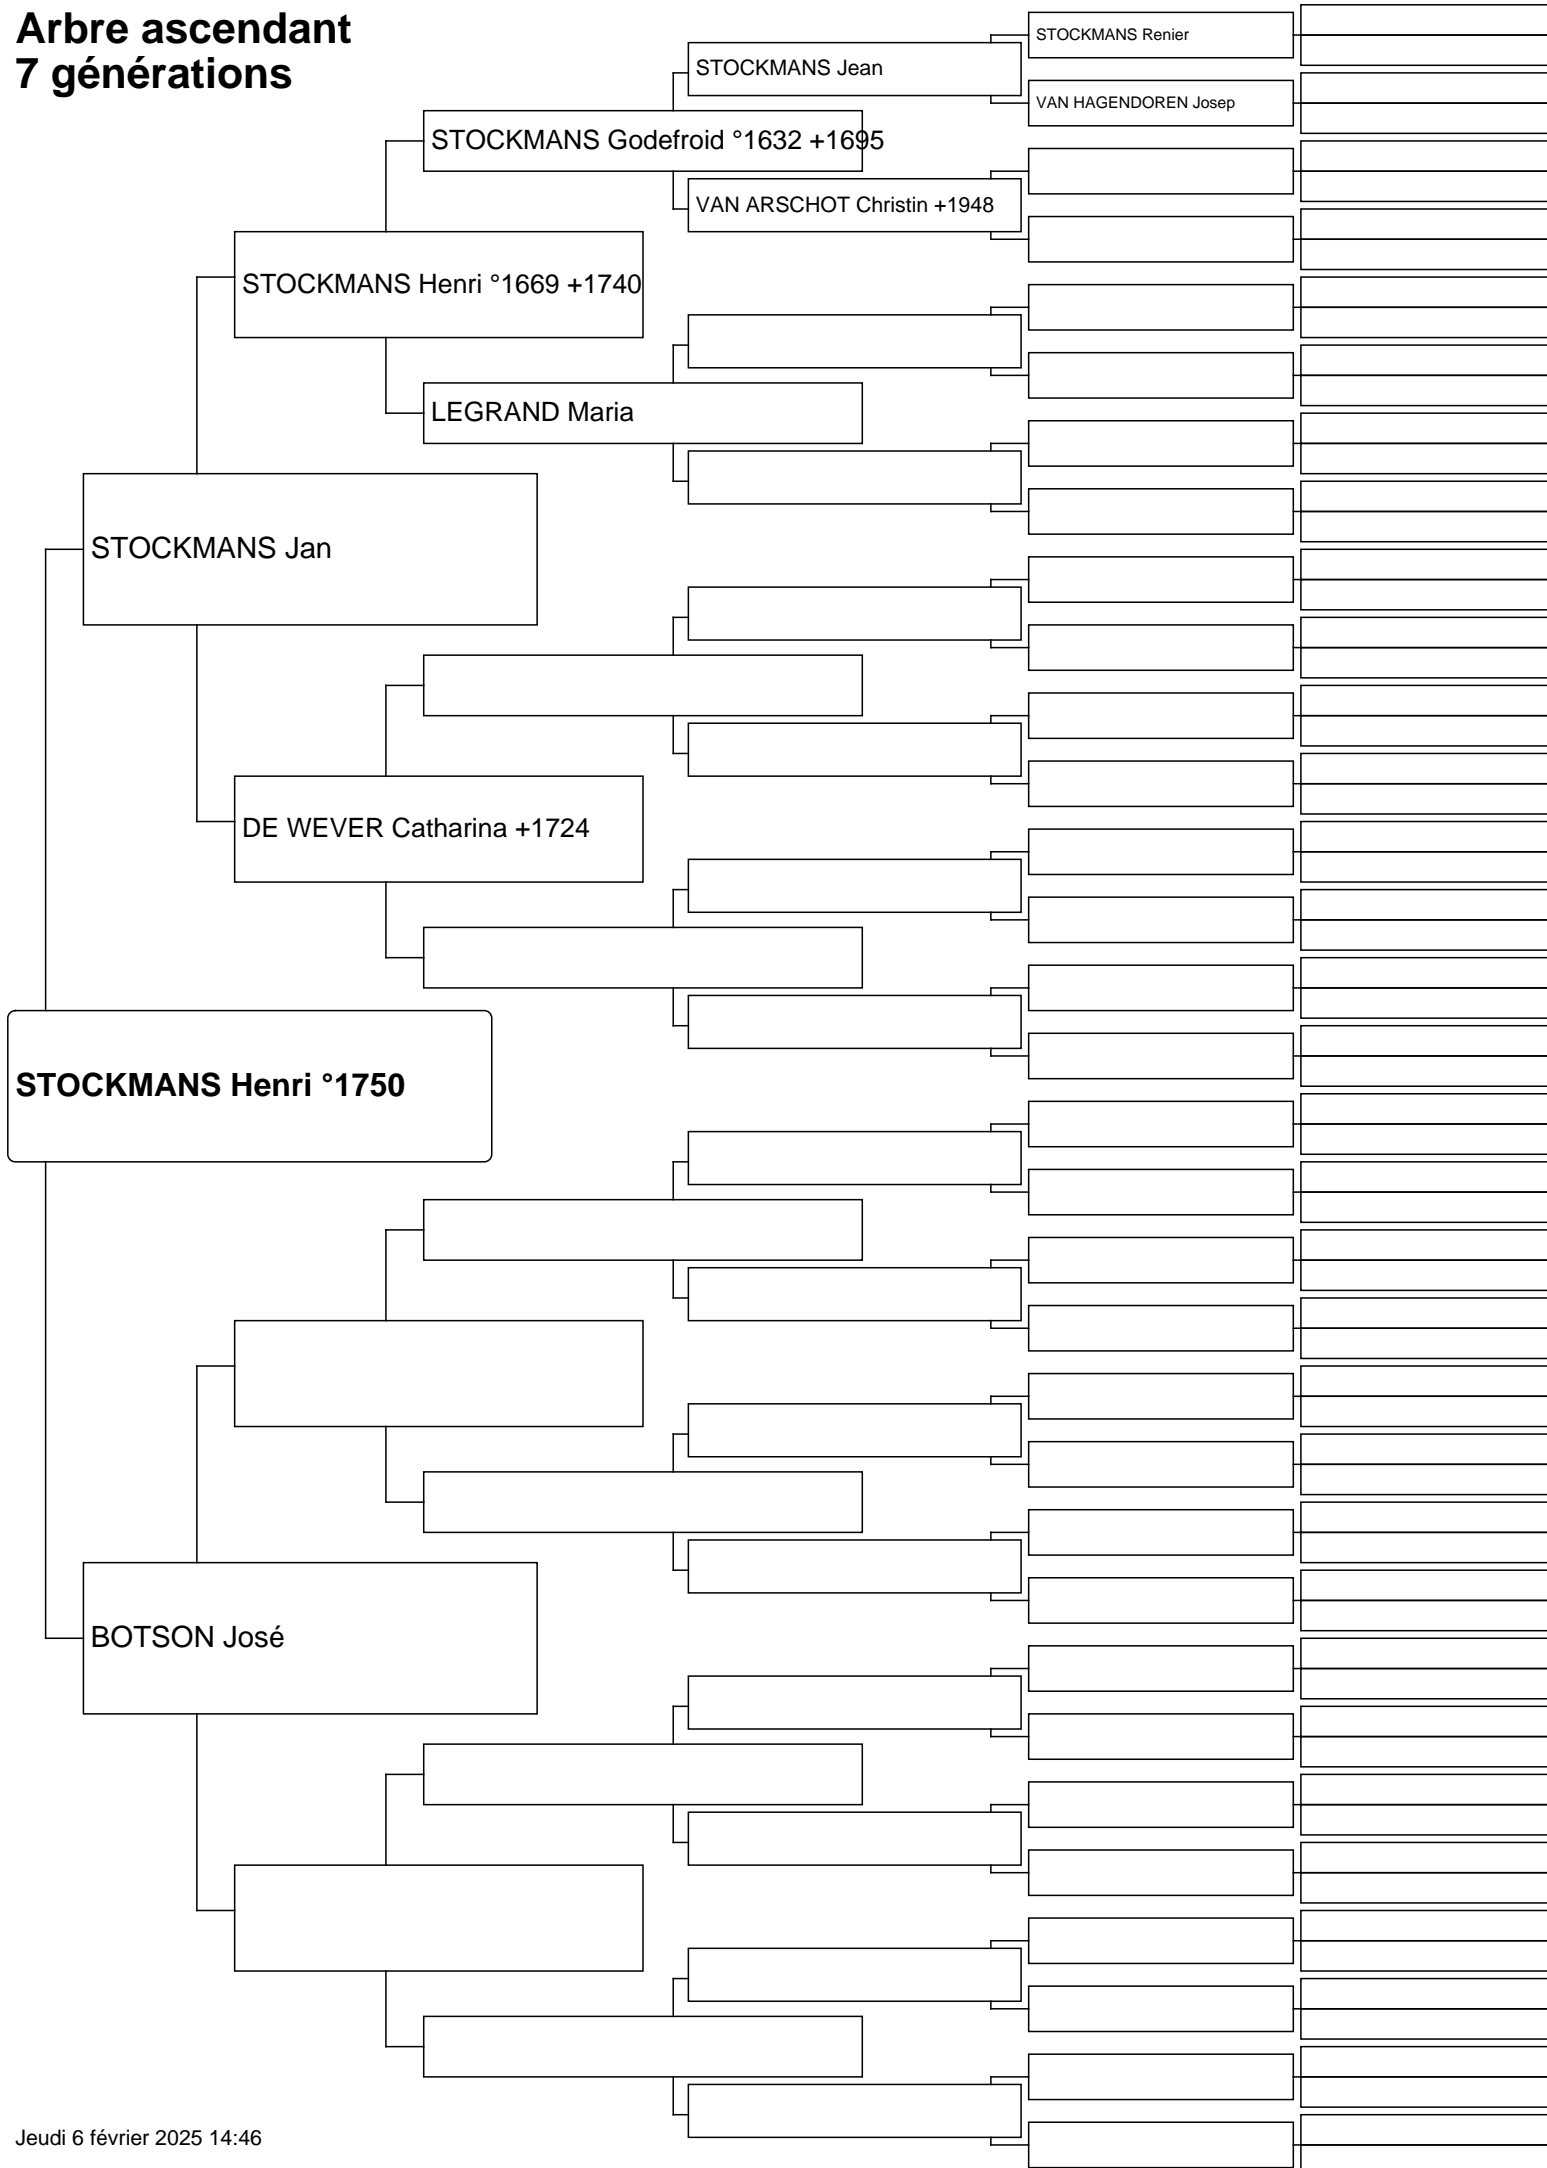 Arbre ascendant
7 générations
STOCKMANS Renier
STOCKMANS Jean
VAN HAGENDOREN Josep
STOCKMANS Godefroid °1632 +1695
VAN ARSCHOT Christin +1948
STOCKMANS Henri °1669 +1740
LEGRAND Maria
STOCKMANS Jan
DE WEVER Catharina +1724
STOCKMANS Henri °1750
BOTSON José
Jeudi 6 février 2025 14:46